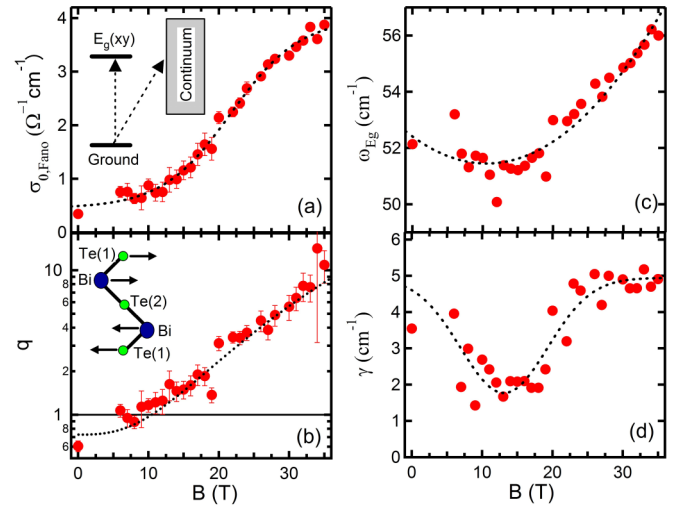 4
3
2
1
0
σ0,Fano (Ω−1 cm−1)
Eg(xy)
Continuum
Ground
(a)
56
54
52
50
ωEg (cm−1)
(c)
10
8
6
4
2
1
8
6
q
Te(1)
Bi
Te(2)
Bi
Te(1)
(b)
0 10 20 30
B (T)
6
5
4
3
2
1
0
γ (cm−1)
(d)
0 10 20 30
B (T)